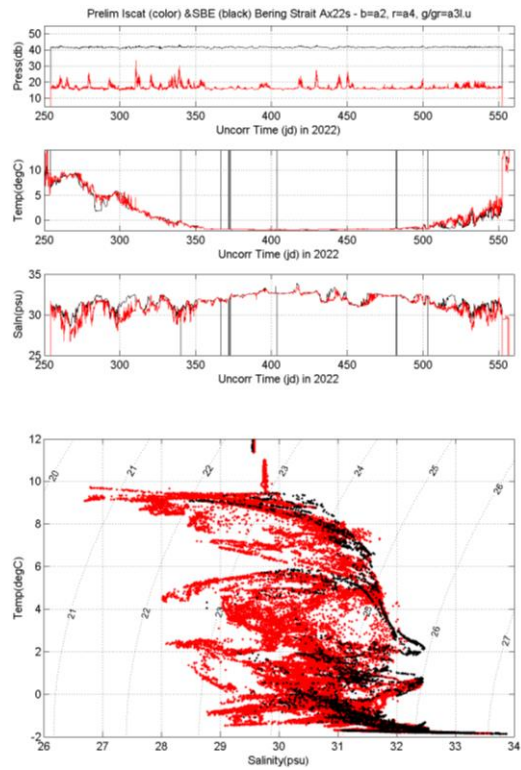 Prelim Iscat (color) &SBE (black) Bering Strait Ax22s - b=a2, r=a4, g/gr=a3l.u
Press(db)
50
40
30
20
10
250 300 350 400 450 500 550
Uncorr Time (jd) in 2022)
Temp(degC)
10
5
0
250 300 350 400 450 500 550
Uncorr Time (jd) in 2022
Saln(psu)
35
30
25
250 300 350 400 450 500 550
Uncorr Time (jd) in 2022
Temp(degC)
12
10
8
6
4
2
0
-2
20 21 22 23 24 25 26
21 22 23 25 26 27
26 27 28 29 30 31 32 33 34
Salinity(psu)